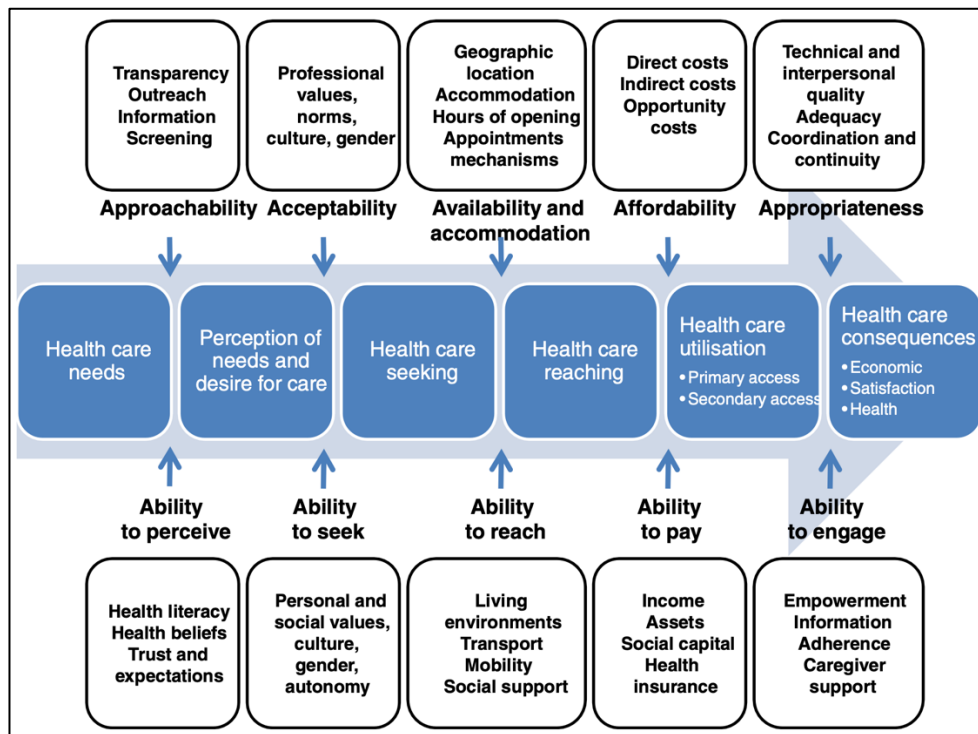 Transparency
Outreach
Information
Screening
Professional
values,
norms,
culture, gender
Geographic
location
Accommodation
Hours of opening
Appointments
mechanisms
Direct costs
Indirect costs
Opportunity
costs
Technical and
interpersonal
quality
Adequacy
Coordination and
continuity
Approachability
Acceptability
Availability and
accommodation
Affordability
Appropriateness
Health care
needs
Perception of
needs and
desire for care
Health care
seeking
Health care
reaching
Health care
utilisation
• Primary access
• Secondary access
Health care
consequences
• Economic
• Satisfaction
• Health
Ability
to perceive
Ability
to seek
Ability
to reach
Ability
to pay
Ability
to engage
Health literacy
Health beliefs
Trust and
expectations
Personal and
social values,
culture,
gender,
autonomy
Living
environments
Transport
Mobility
Social support
Income
Assets
Social capital
Health
insurance
Empowerment
Information
Adherence
Caregiver
support